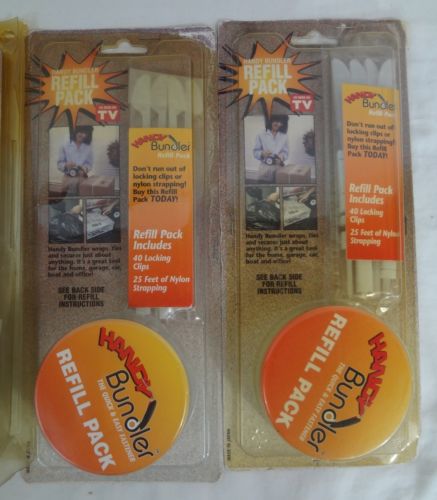 HANDY BUNDLER
REFILL
PACK
AS SEEN ON
TV
HANDY
Bundler
Refill Pack
Don't run out of
locking clips or
nylon strapping!
Buy this Refill
Pack TODAY!
Refill Pack
Includes
40 Locking
Clips
25 Feet of Nylon
Strapping
Handy Bundler wraps, ties
and secures just about
anything. It's a great tool
for the home, garage, car,
boat and office!
SEE BACK SIDE
FOR REFILL
INSTRUCTIONS
HANDY
Bundler
THE QUICK & EASY FASTENER
REFILL PACK
HANDY BUNDLER
REFILL
PACK
AS SEEN ON
TV
HANDY
Bundler
Refill Pack
Don't run out of
locking clips or
nylon strapping!
Buy this Refill
Pack TODAY!
Refill Pack
Includes
40 Locking
Clips
25 Feet of Nylon
Strapping
Handy Bundler wraps, ties
and secures just about
anything. It's a great tool
for the home, garage, car,
boat and office!
SEE BACK SIDE
FOR REFILL
INSTRUCTIONS
HANDY
Bundler
THE QUICK & EASY FASTENER
REFILL PACK